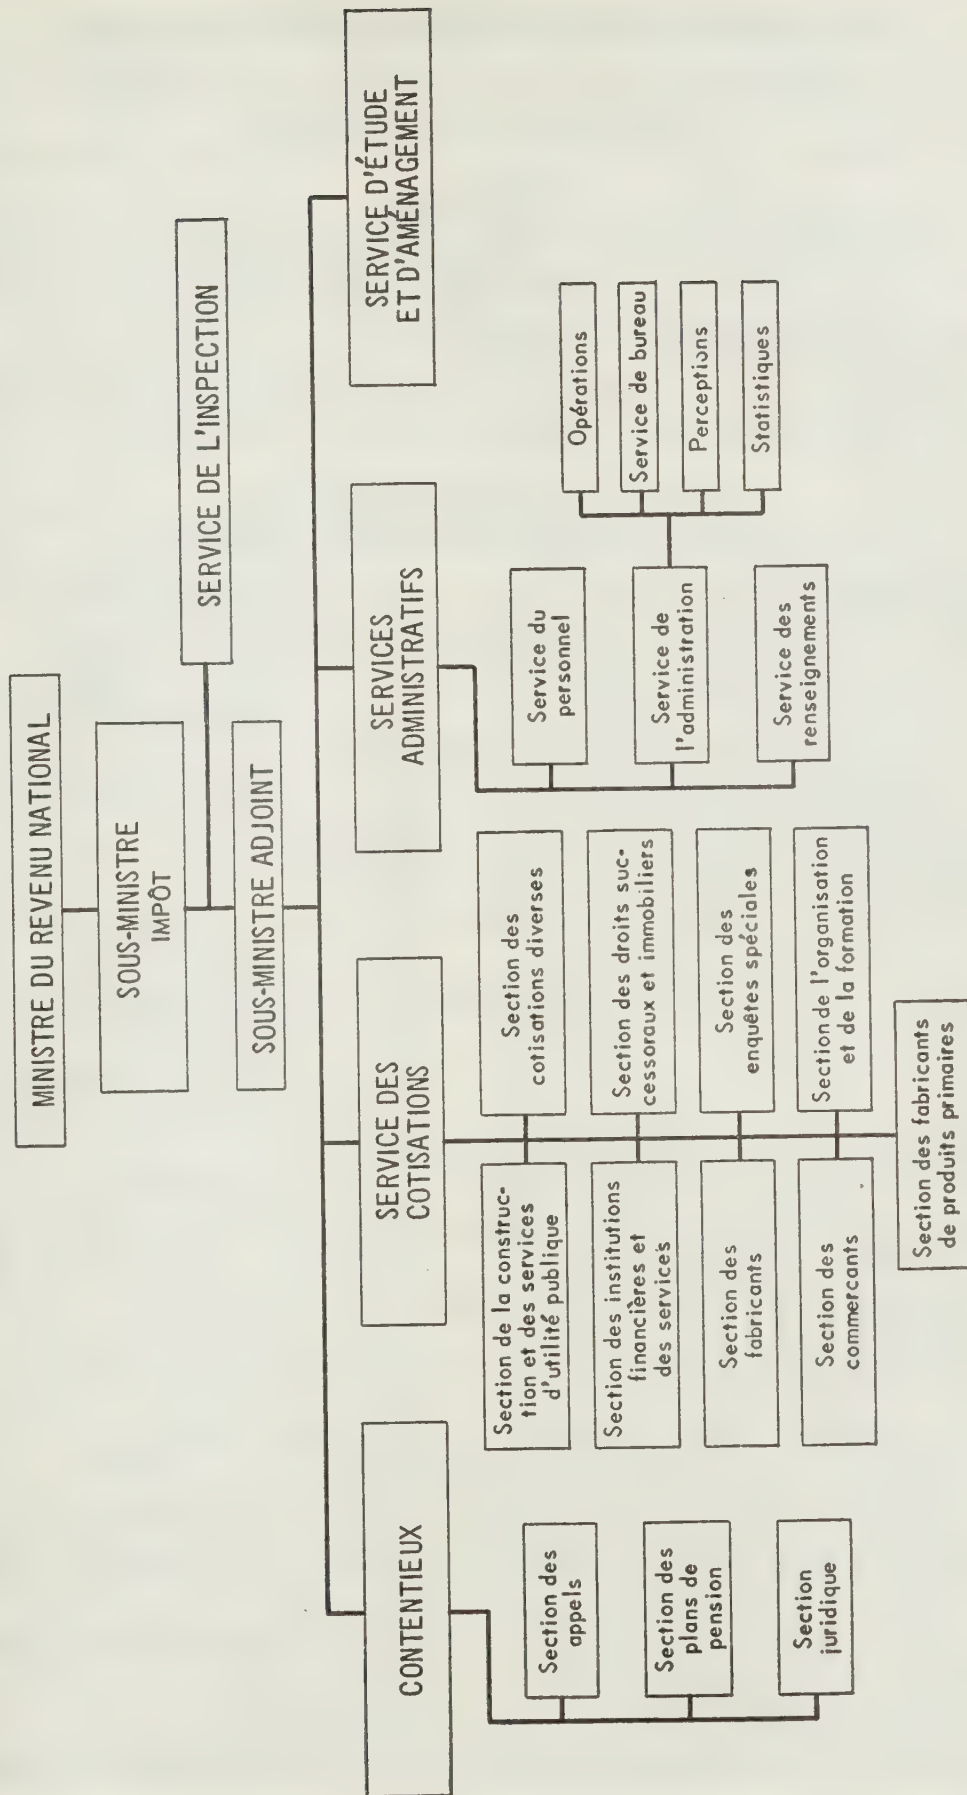 MINISTRE DU REVENU NATIONAL
SOUS-MINISTRE
IMPÔT
SERVICE DE L'INSPECTION
SOUS-MINISTRE ADJOINT
CONTENTIEUX
SERVICE DES
COTISATIONS
SERVICES
ADMINISTRATIFS
SERVICE D'ÉTUDE
ET D'AMÉNAGEMENT
Section des
appels
Section des
plans de
pension
Section
juridique
Section de la construc-
tion et des services
d'utilité publique
Section des institutions
financières et
des services
Section des
fabricants
Section des
commercants
Section des
cotisations diverses
Section des droits suc-
cessoraux et immobiliers
Section des
enquêtes spéciales
Section de l'organisation
et de la formation
Section des fabricants
de produits primaires
Service du
personnel
Service de
l'administration
Service des
renseignements
Opérations
Service de bureau
Perceptions
Statistiques